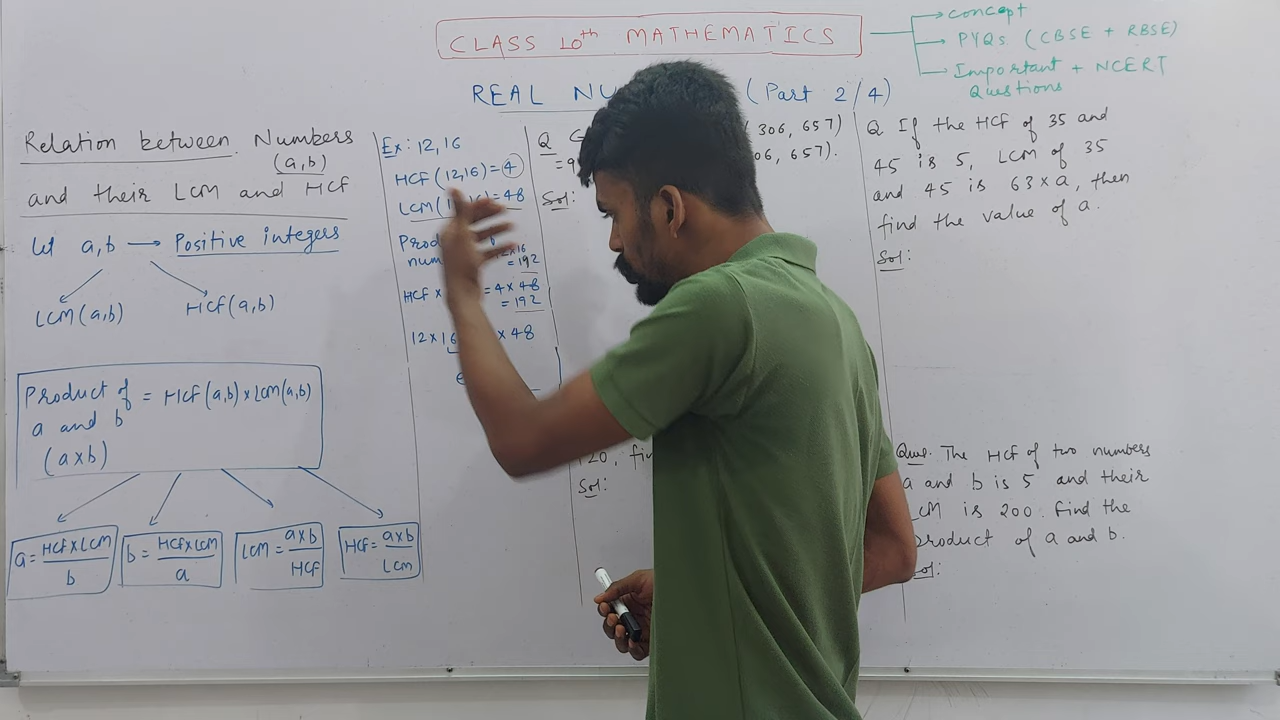 CLASS 10th MATHEMATICS
concept
PYQs (CBSE + RBSE)
Important + NCERT
Questions
REAL (Part 2/4)
Relation between Numbers
(a,b)
and their LCM and HCF
Let a,b → Positive integers
LCM(a,b) HCF(a,b)
Product of = HCF(a,b) × LCM(a,b)
a and b
(a×b)
a = HCF×LCM / b
b = HCF×LCM / a
LCM = a×b / HCF
HCF = a×b / LCM
Ex: 12,16
HCF(12,16) = 4
= 48
= 192
HCF × = 4 × 48
= 192
12×16 × 48
Q
306, 657)
657).
Sol:
120,
Sol:
Q If the HCF of 35 and
45 is 5, LCM of 35
and 45 is 63×a, then
find the value of a.
Sol:
Ques. The HCF of two numbers
a and b is 5 and their
LCM is 200. Find the
product of a and b.